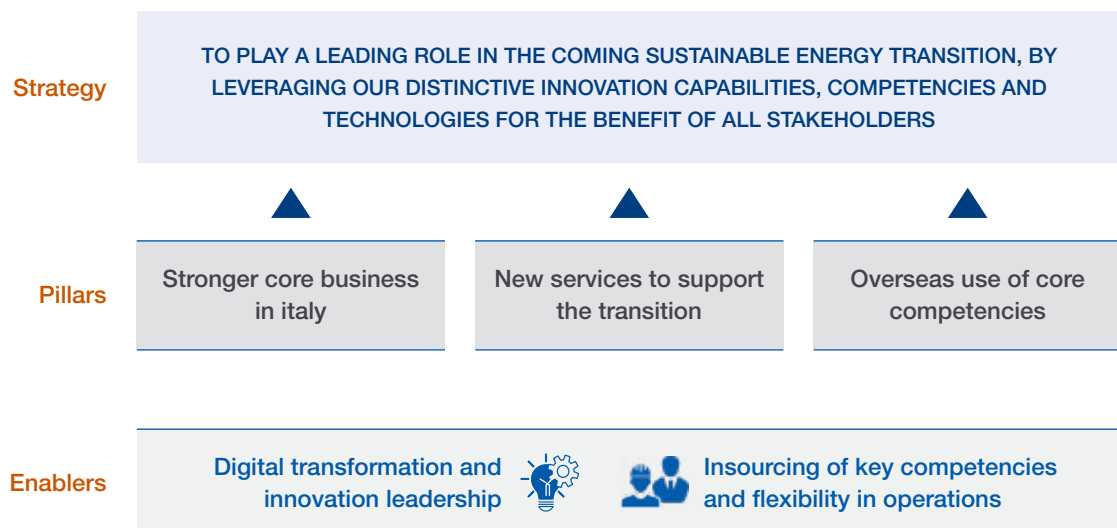 Strategy
TO PLAY A LEADING ROLE IN THE COMING SUSTAINABLE ENERGY TRANSITION, BY
LEVERAGING OUR DISTINCTIVE INNOVATION CAPABILITIES, COMPETENCIES AND
TECHNOLOGIES FOR THE BENEFIT OF ALL STAKEHOLDERS
Pillars
Stronger core business
in italy
New services to support
the transition
Overseas use of core
competencies
Enablers
Digital transformation and
innovation leadership
Insourcing of key competencies
and flexibility in operations